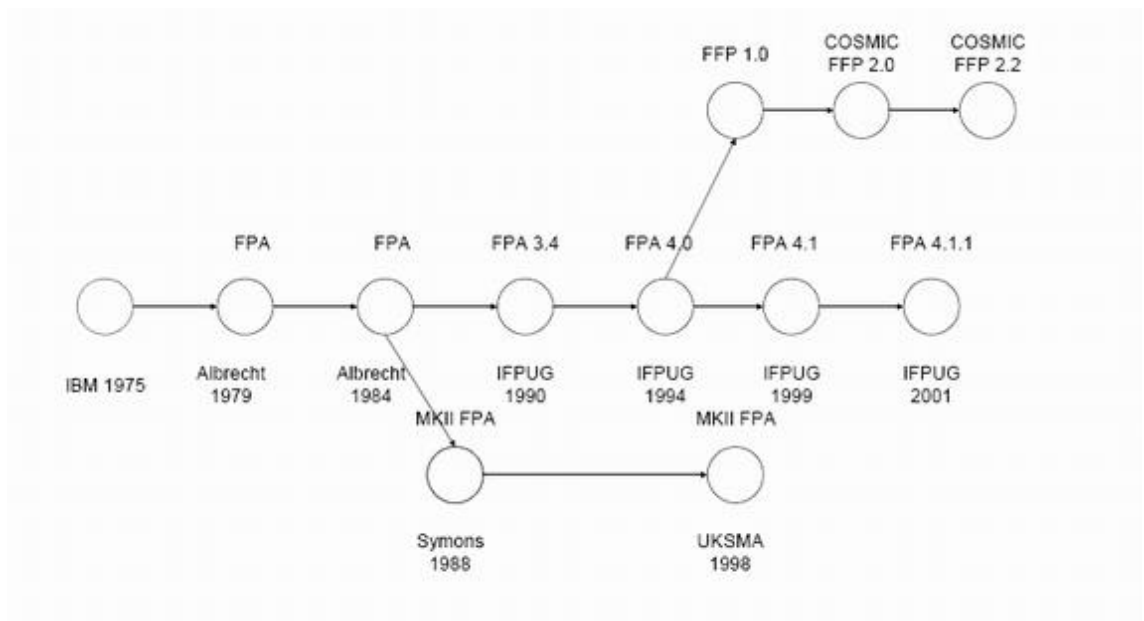 FFP 1.0
COSMIC
FFP 2.0
COSMIC
FFP 2.2
FPA
FPA
FPA 3.4
FPA 4.0
FPA 4.1
FPA 4.1.1
IBM 1975
Albrecht
1979
Albrecht
1984
IFPUG
1990
IFPUG
1994
IFPUG
1999
IFPUG
2001
MKII FPA
MKII FPA
Symons
1988
UKSMA
1998